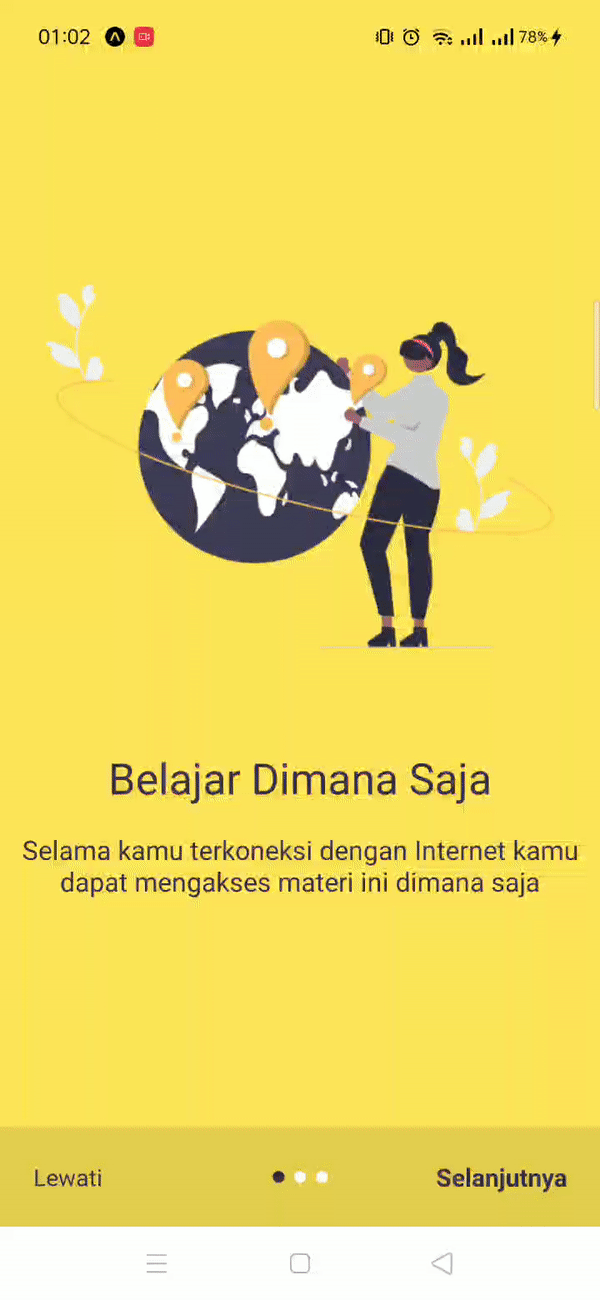 01:02
78%
Belajar Dimana Saja
Selama kamu terkoneksi dengan Internet kamu
dapat mengakses materi ini dimana saja
Lewati
Selanjutnya